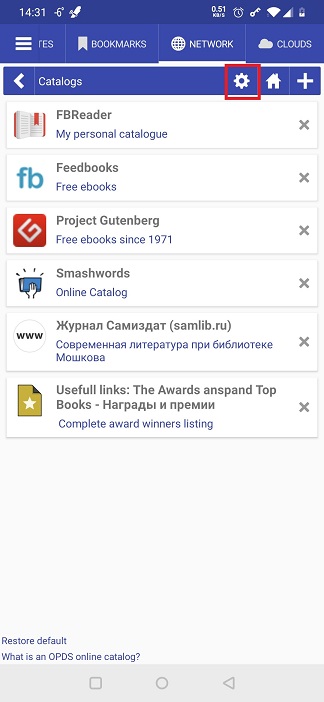 14:31 -6° 0.51 KB/S
TES BOOKMARKS NETWORK CLOUDS
Catalogs
FBReader
My personal catalogue
fb
Feedbooks
Free ebooks
Project Gutenberg
Free ebooks since 1971
Smashwords
Online Catalog
www
Журнал Самиздат (samlib.ru)
Современная литература при библиотеке
Мошкова
Usefull links: The Awards anspand Top
Books - Награды и премии
Complete award winners listing
Restore default
What is an OPDS online catalog?